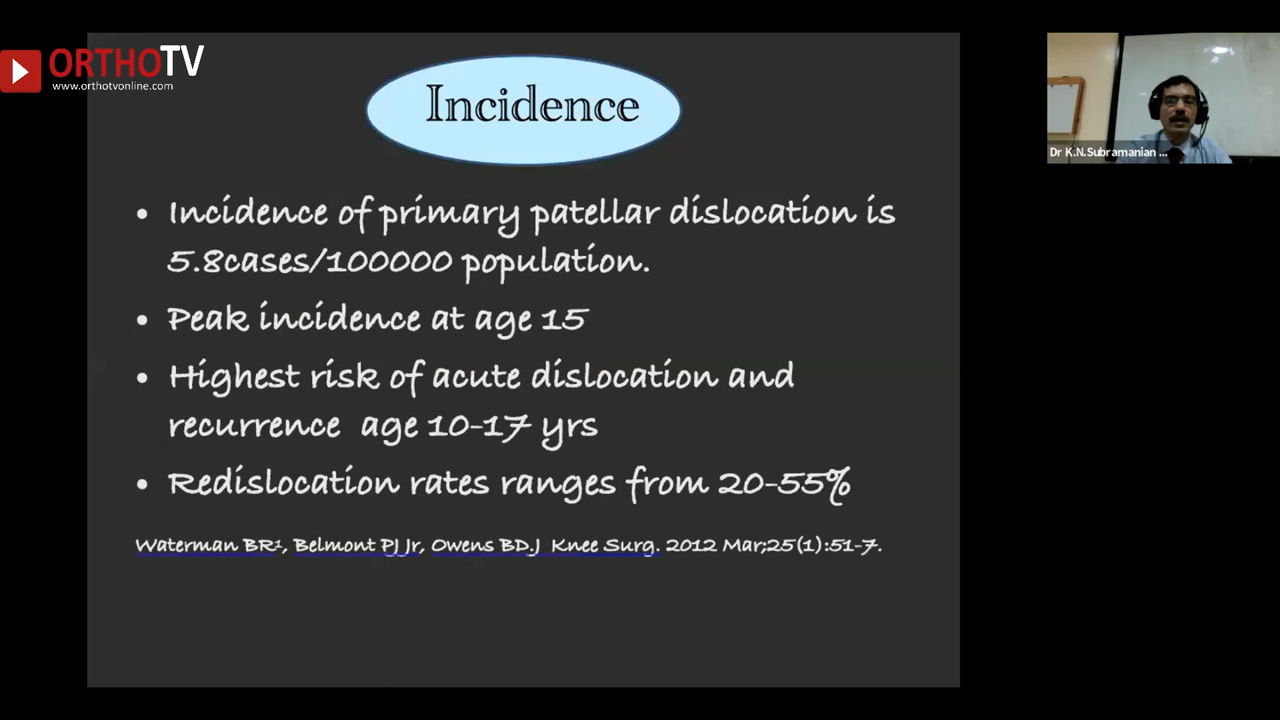 ORTHOTV
www.orthotvonline.com
Incidence
• Incidence of primary patellar dislocation is
5.8cases/100000 population.
• Peak incidence at age 15
• Highest risk of acute dislocation and
recurrence age 10-17 yrs
• Redislocation rates ranges from 20-55%
Waterman BR¹, Belmont PJ Jr, Owens BD.J Knee Surg. 2012 Mar;25(1):51-7.
Dr K.N.Subramanian ...